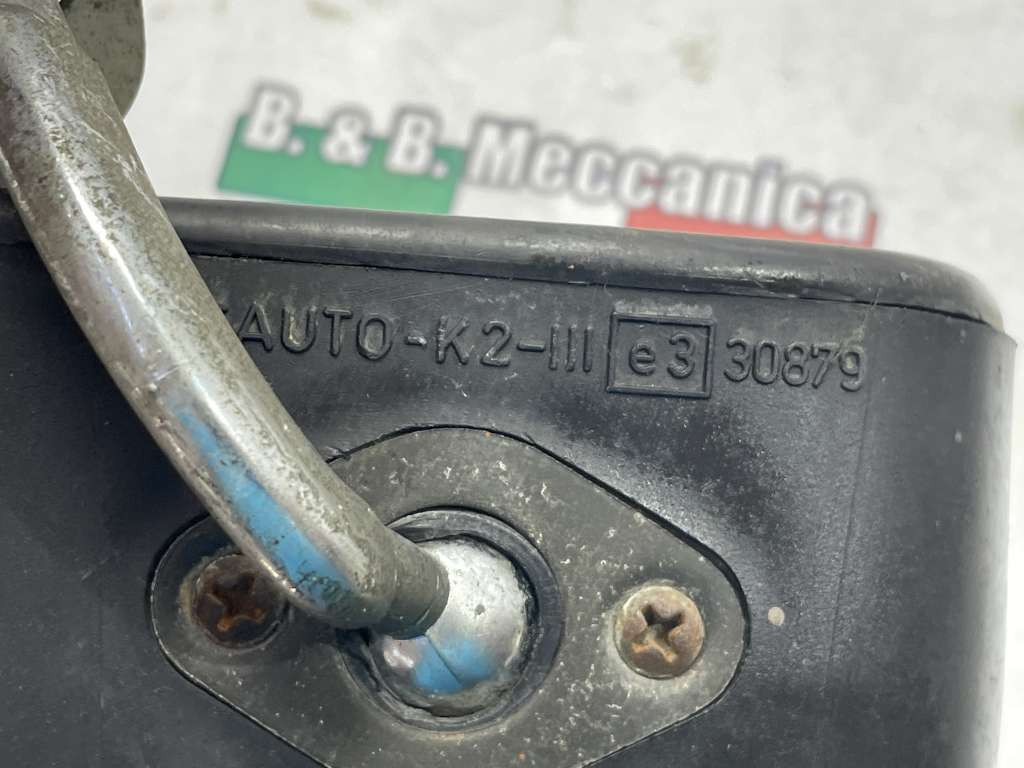 B. & B. Meccanica
AUTO-K2-III e3 30879